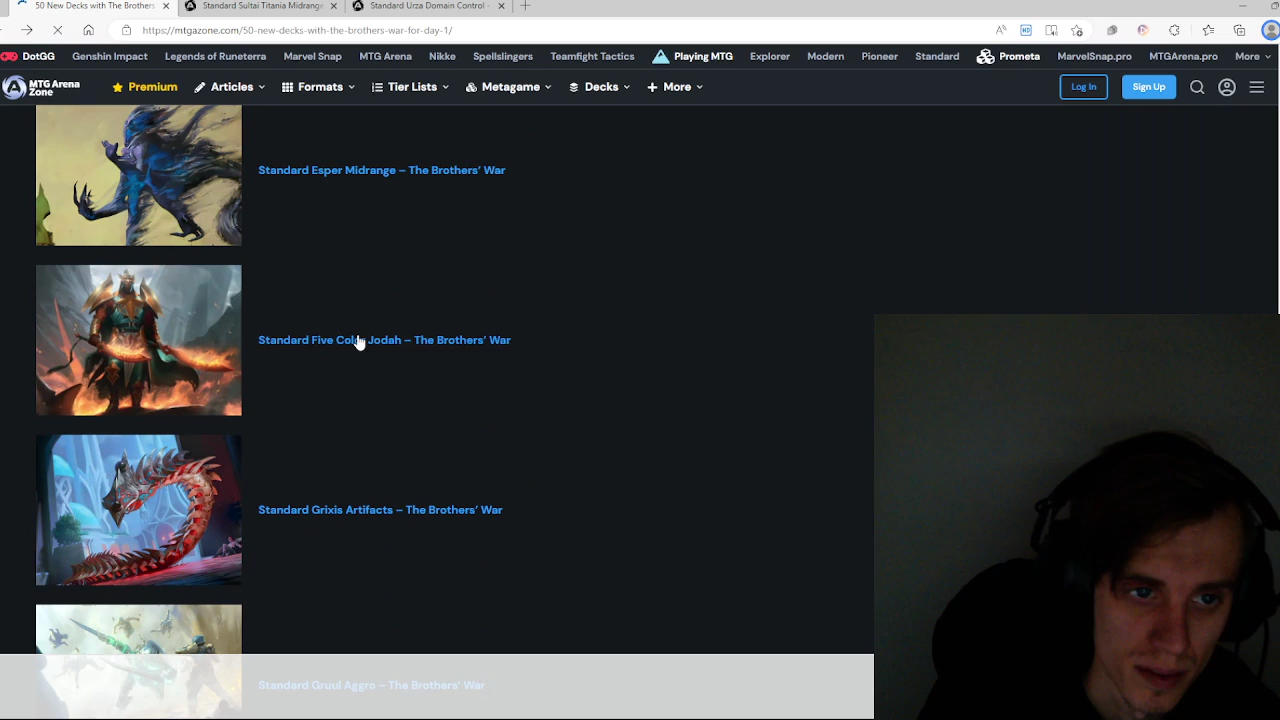 50 New Decks with The Brothers
Standard Sultai Titania Midrange
Standard Urza Domain Control -
https://mtgazone.com/50-new-decks-with-the-brothers-war-for-day-1/
DotGG
Genshin Impact
Legends of Runeterra
Marvel Snap
MTG Arena
Nikke
Spellslingers
Teamfight Tactics
Playing MTG
Explorer
Modern
Pioneer
Standard
Prometa
MarvelSnap.pro
MTGArena.pro
More
MTG Arena
Zone
Premium
Articles
Formats
Tier Lists
Metagame
Decks
More
Log In
Sign Up
Standard Esper Midrange – The Brothers’ War
Standard Five Color Jodah – The Brothers’ War
Standard Grixis Artifacts – The Brothers’ War
Standard Gruul Aggro – The Brothers’ War